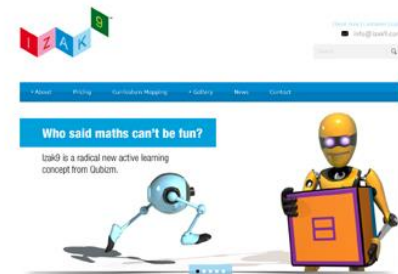 IZAK9
info@izak9.com
About Pricing Curriculum Mapping Gallery News Contact
Who said maths can't be fun?
Izak9 is a radical new active learning
concept from Qubizm.